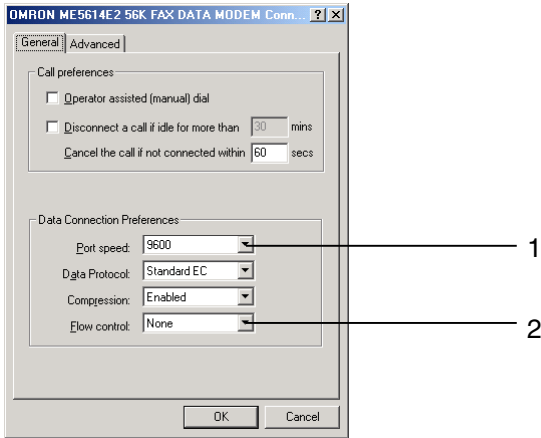 OMRON ME5614E2 56K FAX DATA MODEM Conn... ? X
General Advanced
Call preferences
Operator assisted (manual) dial
Disconnect a call if idle for more than 30 mins
Cancel the call if not connected within 60 secs
Data Connection Preferences
Port speed: 9600 1
Data Protocol: Standard EC
Compression: Enabled
Flow control: None 2
OK Cancel